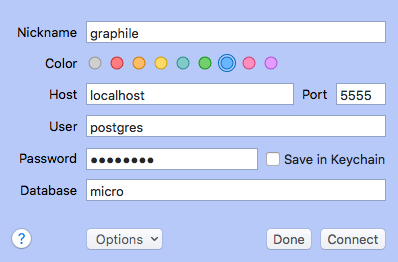 Nickname graphile
Color
Host localhost Port 5555
User postgres
Password ●●●●●●●● Save in Keychain
Database micro
? Options Done Connect